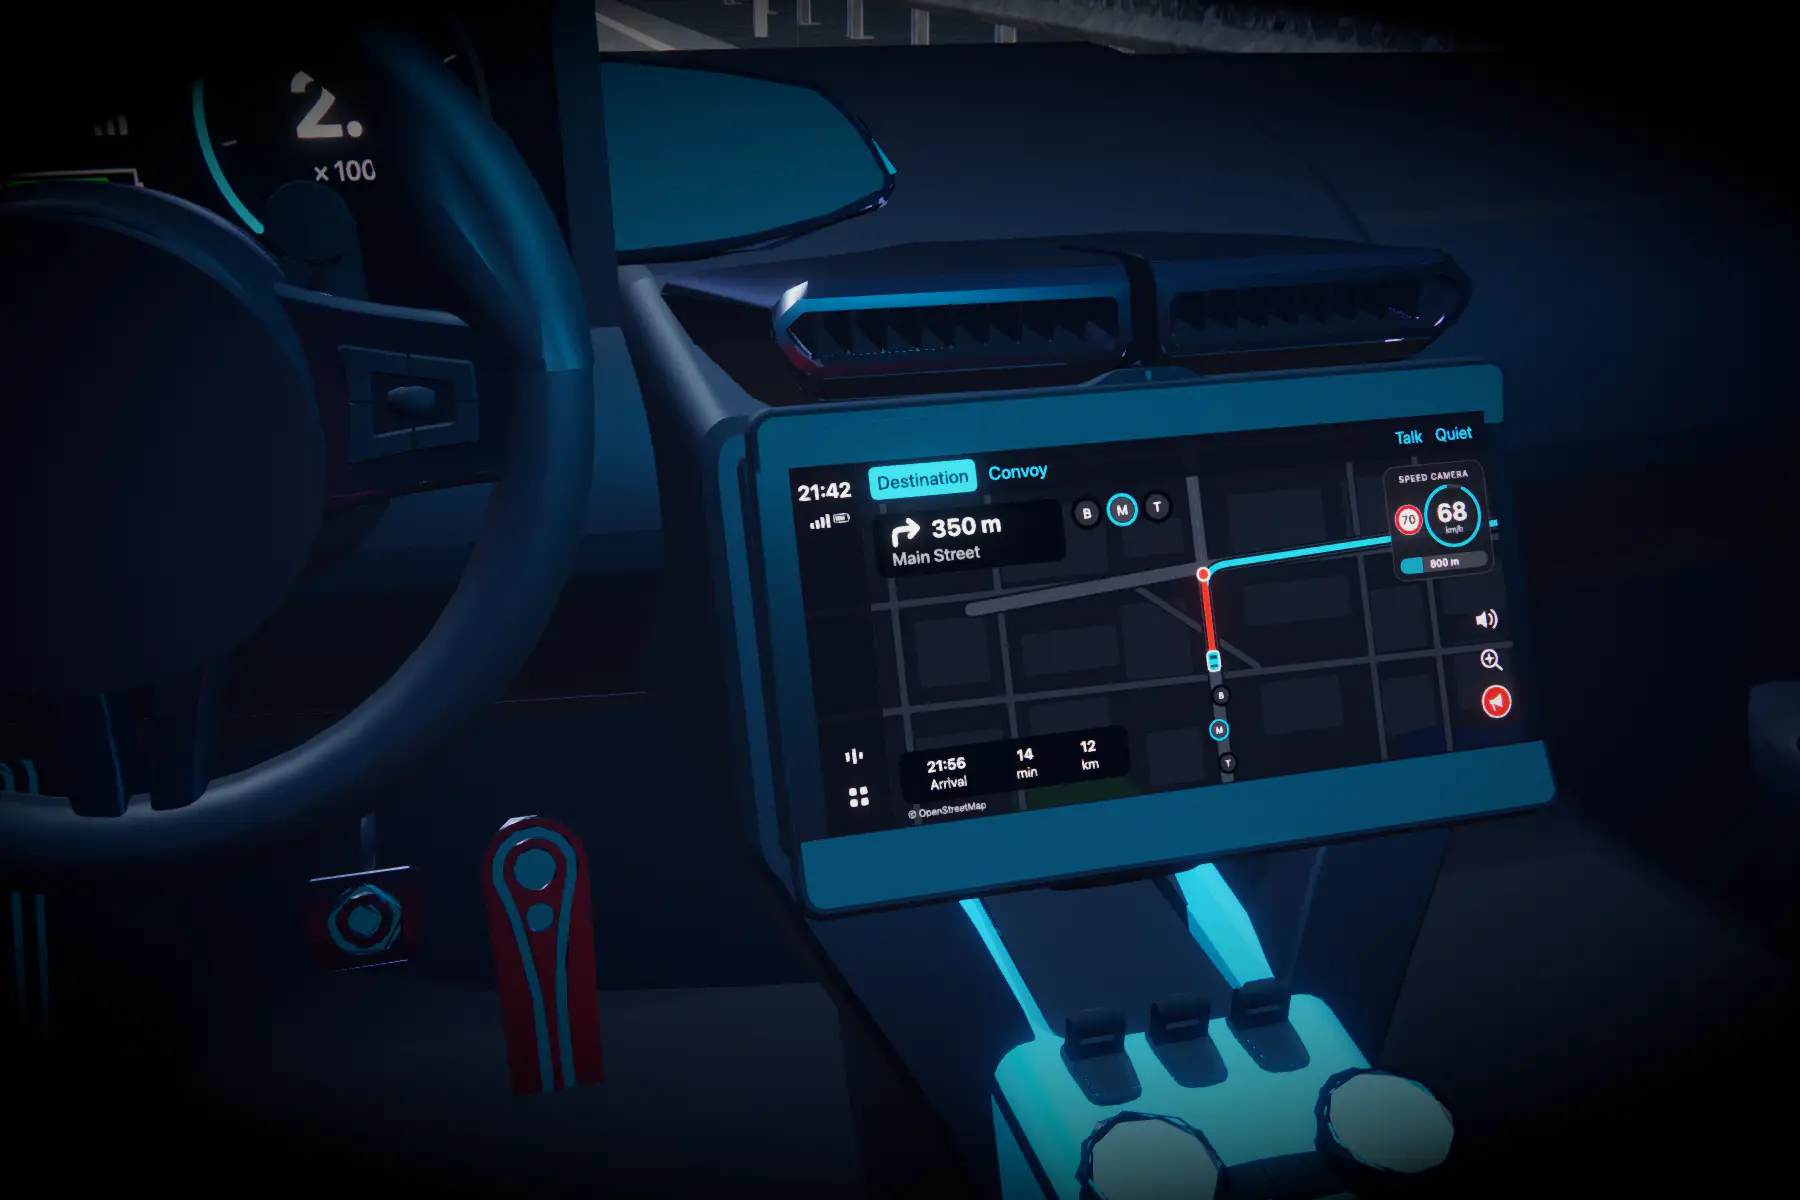 2.
x100
21:42
Destination
Convoy
Talk
Quiet
350 m
Main Street
B
M
T
SPEED CAMERA
70
68
km/h
800 m
B
M
T
21:56
Arrival
14
min
12
km
© OpenStreetMap